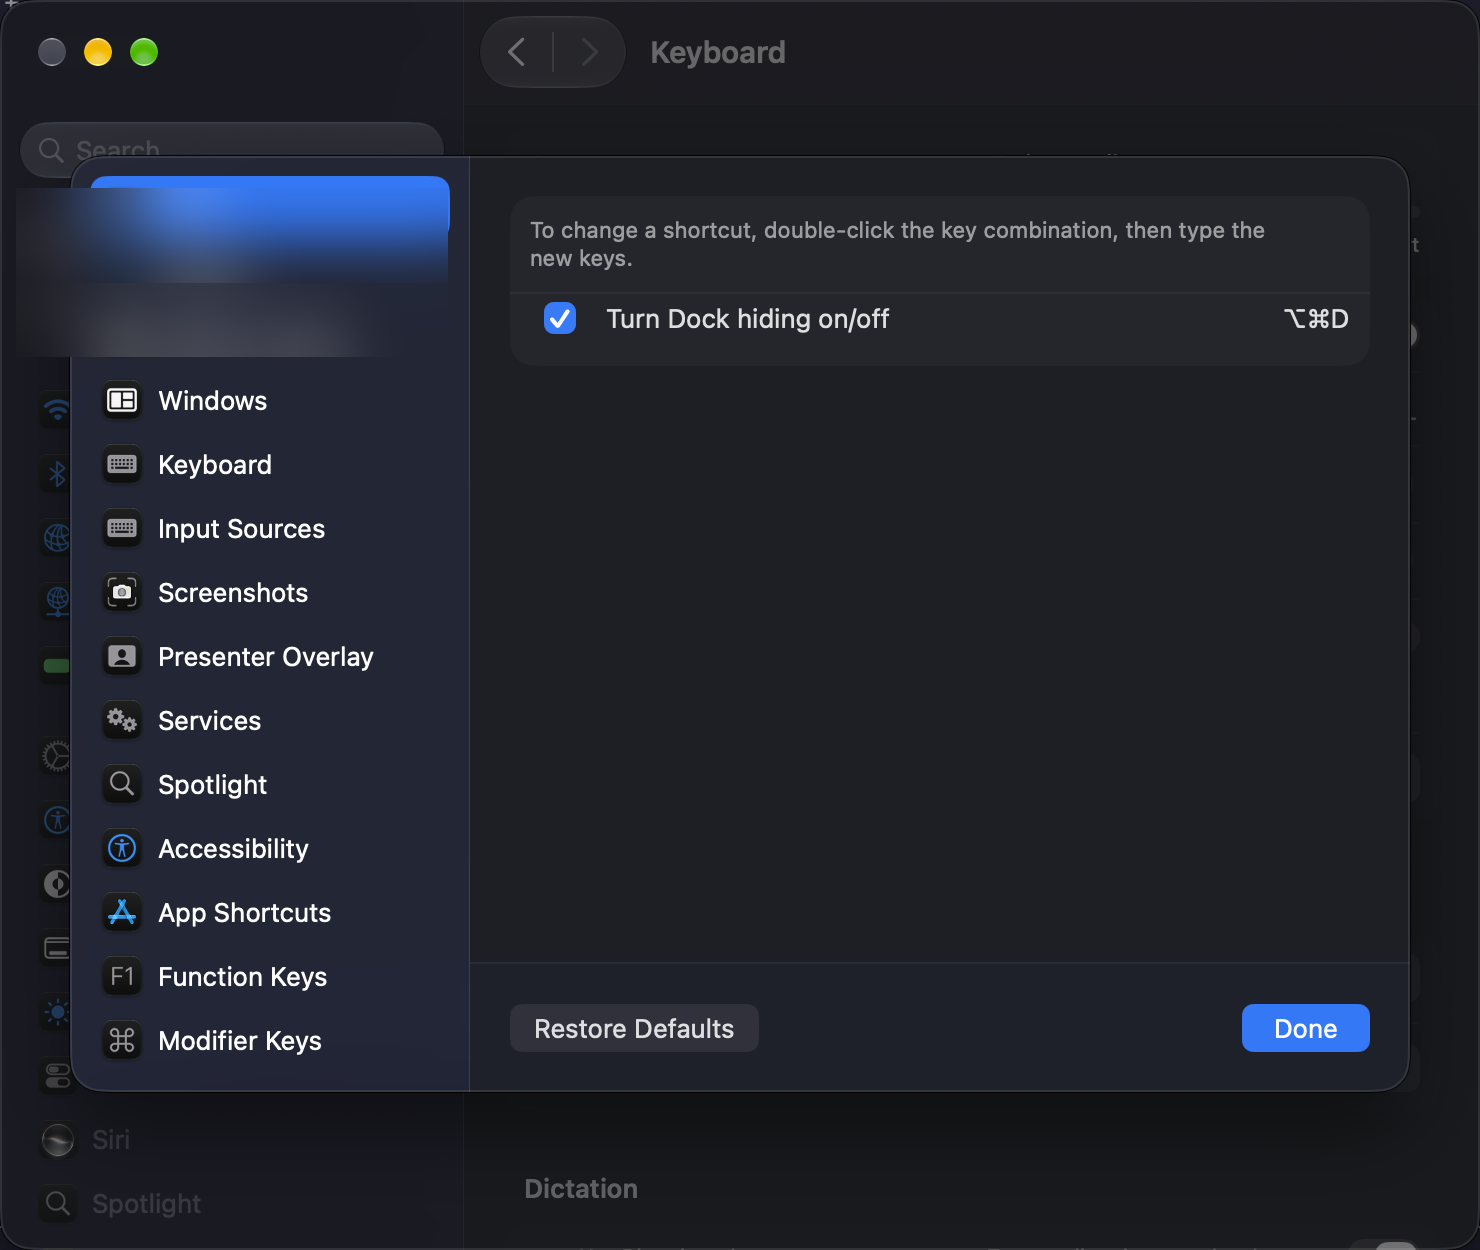 Keyboard
Search
To change a shortcut, double-click the key combination, then type the
new keys.
Turn Dock hiding on/off ⌥⌘D
Windows
Keyboard
Input Sources
Screenshots
Presenter Overlay
Services
Spotlight
Accessibility
App Shortcuts
F1 Function Keys
Modifier Keys
Restore Defaults
Done
Siri
Spotlight
Dictation